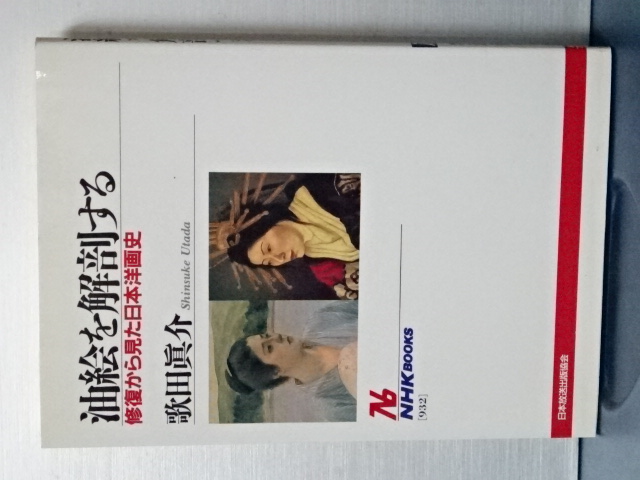 油絵を解剖する
修復から見た日本洋画史
歌田眞介
Shinsuke Utada
NHK BOOKS
[932]
日本放送出版協会